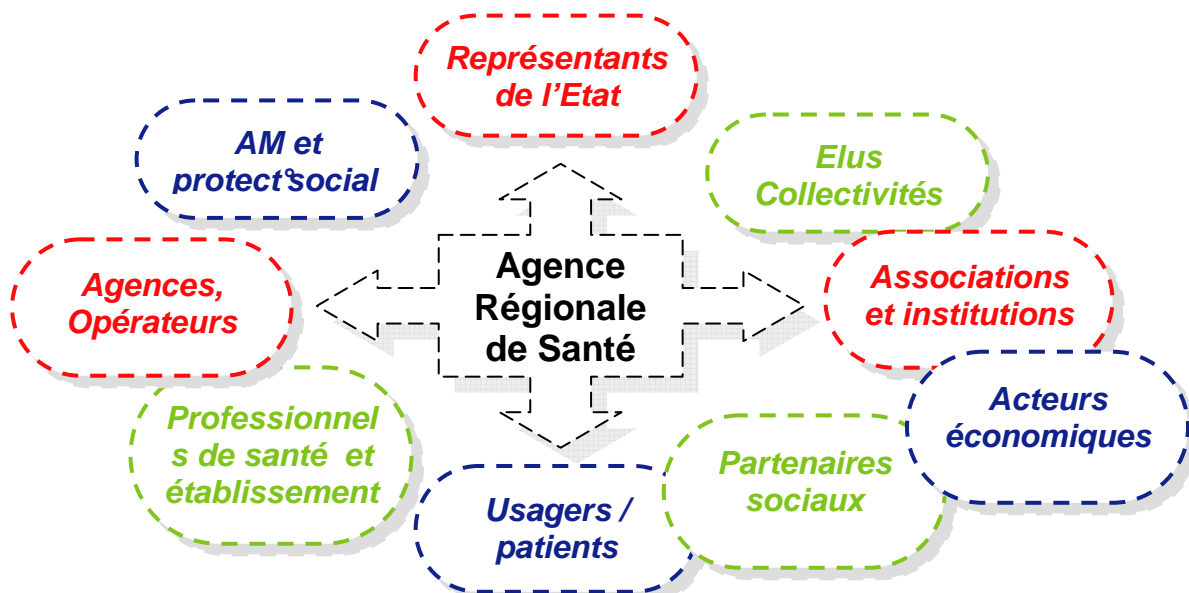 Représentants
de l'Etat
AM et
protect°social
Elus
Collectivités
Agences,
Opérateurs
Agence
Régionale
de Santé
Associations
et institutions
Professionnel
s de santé et
établissement
Usagers /
patients
Partenaires
sociaux
Acteurs
économiques